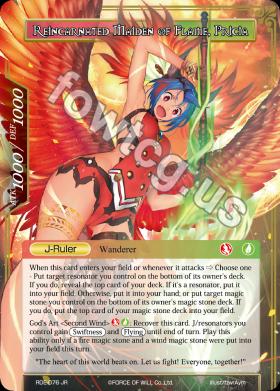 Reincarnated Maiden of Flame, Pricia
ATK 1000 / DEF 1000
fowtcg.us
J-Ruler Wanderer
When this card enters your field or whenever it attacks ⇨ Choose one
- Put target resonator you control on the bottom of its owner's deck.
If you do, reveal the top card of your deck. If it's a resonator, put it
into your field. Otherwise, put it into your hand, or put target magic
stone you control on the bottom of its owner's magic stone deck. If
you do, put the top card of your magic stone deck into your field.
God's Art <Second Wind> : Recover this card. J/resonators you
control gain [Swiftness] and [Flying] until end of turn. Play this
ability only if a fire magic stone and a wind magic stone were put into
your field this turn.
"The heart of this world beats on. Let us fight! Everyone, together!"
RDE-076 JR ©FORCE OF WILL Co.,Ltd.